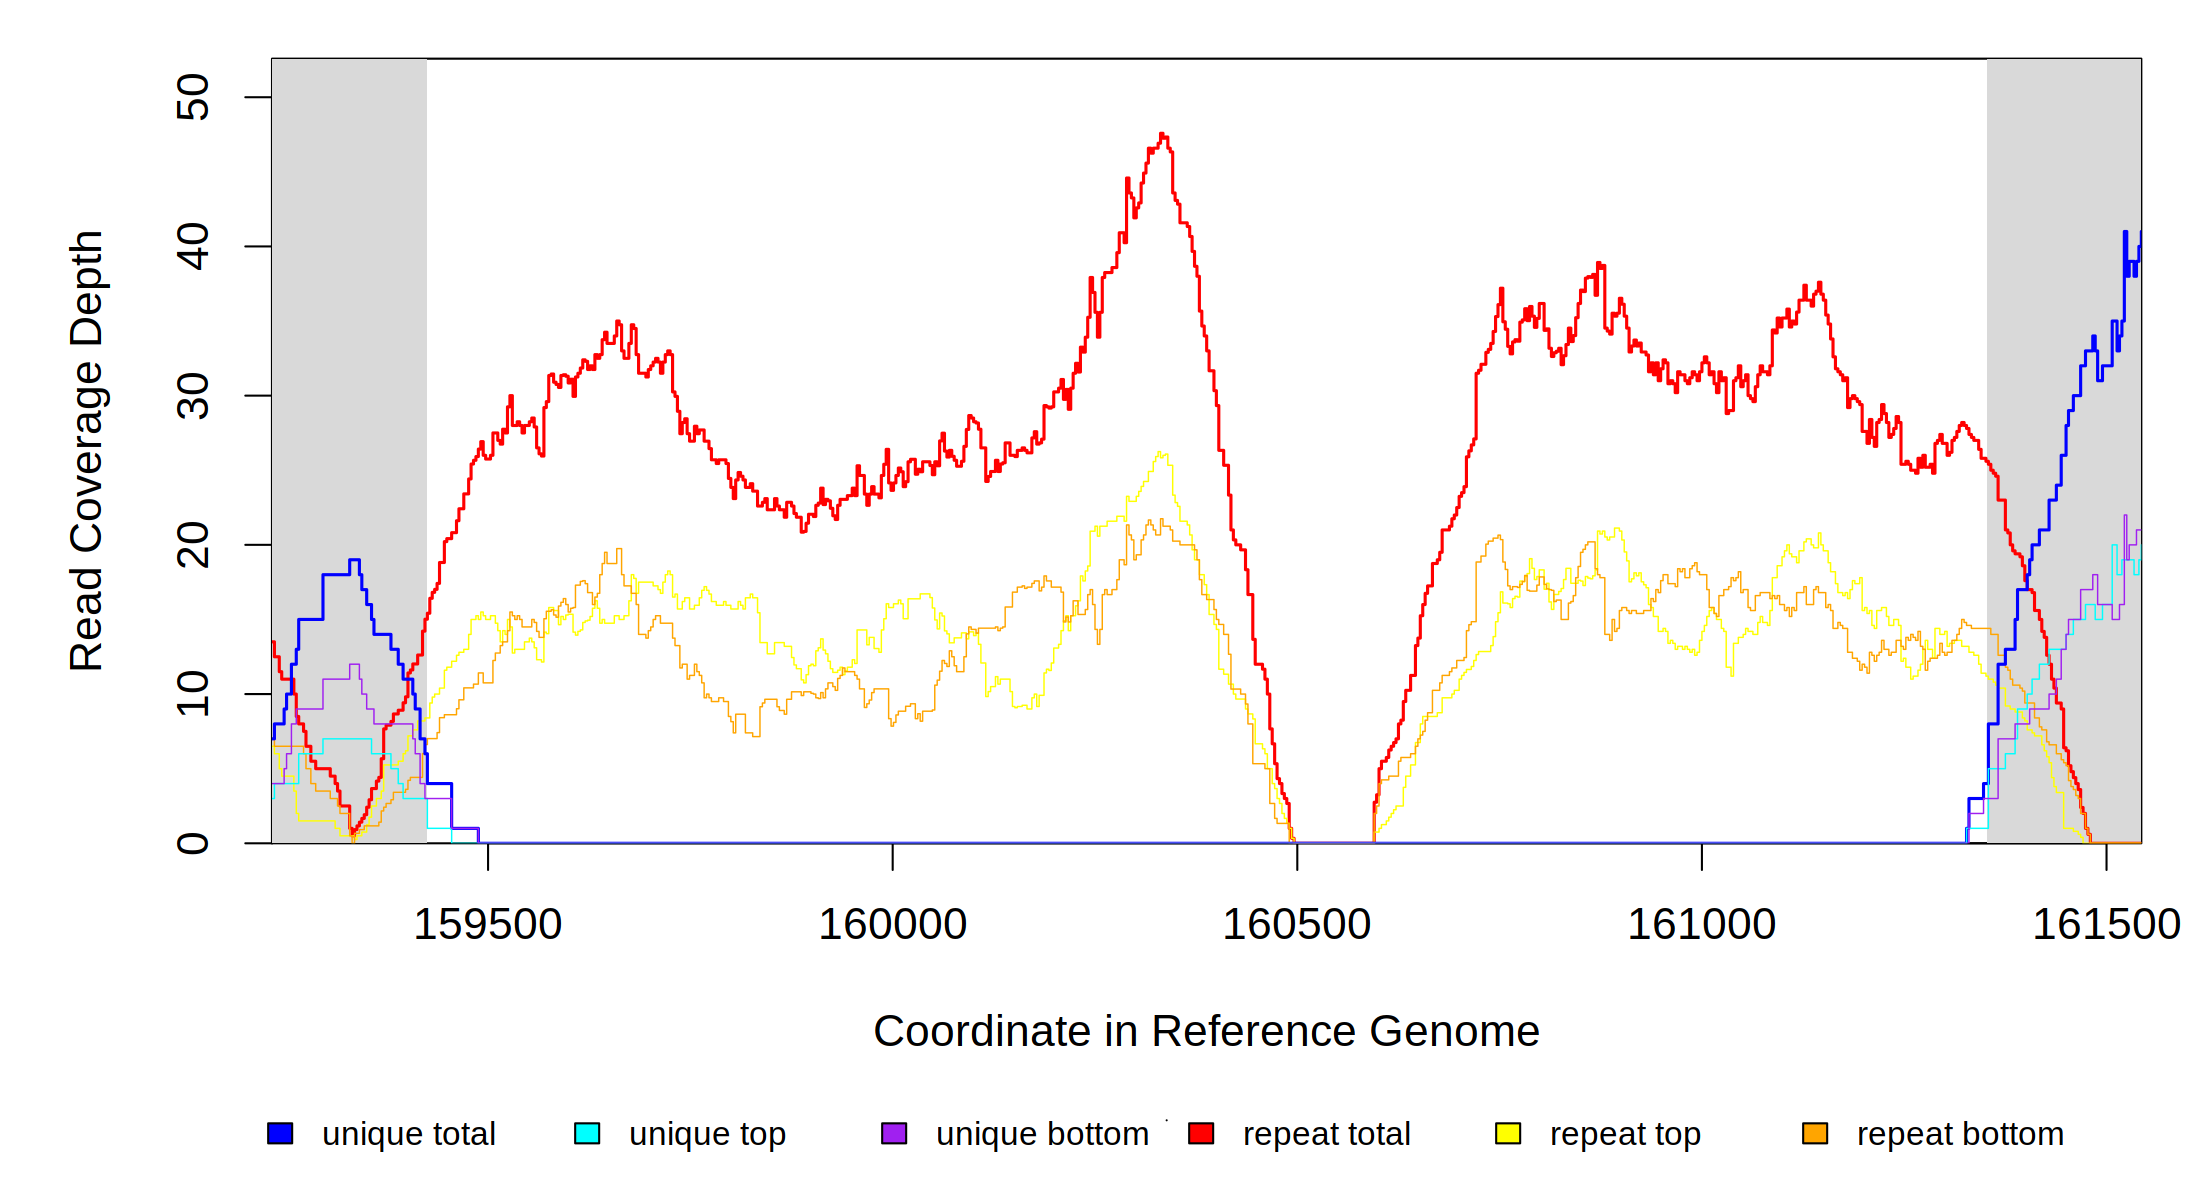 50
40
30
20
10
0
Read Coverage Depth
159500 160000 160500 161000 161500
Coordinate in Reference Genome
unique total unique top unique bottom repeat total repeat top repeat bottom